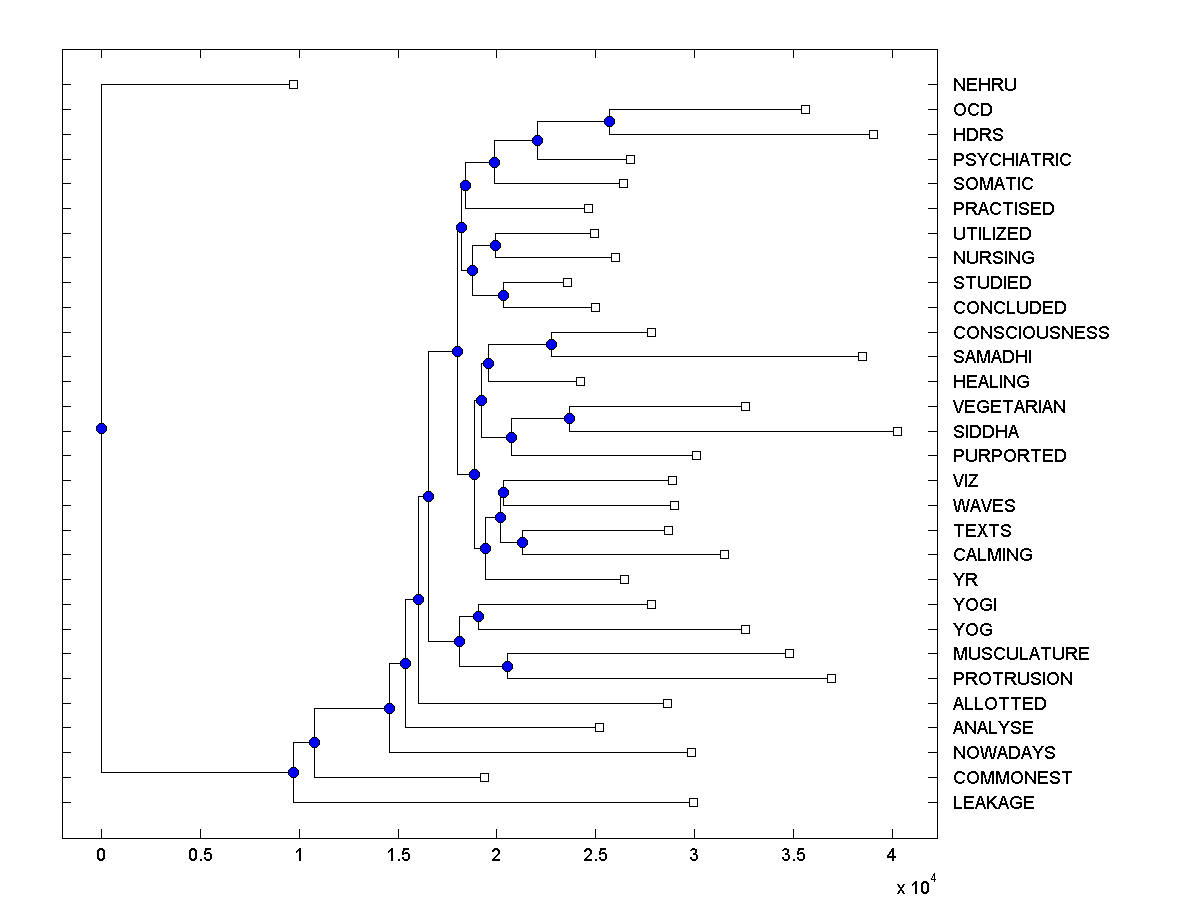 NEHRU
OCD
HDRS
PSYCHIATRIC
SOMATIC
PRACTISED
UTILIZED
NURSING
STUDIED
CONCLUDED
CONSCIOUSNESS
SAMADHI
HEALING
VEGETARIAN
SIDDHA
PURPORTED
VIZ
WAVES
TEXTS
CALMING
YR
YOGI
YOG
MUSCULATURE
PROTRUSION
ALLOTTED
ANALYSE
NOWADAYS
COMMONEST
LEAKAGE
0 0.5 1 1.5 2 2.5 3 3.5 4
x 10^4